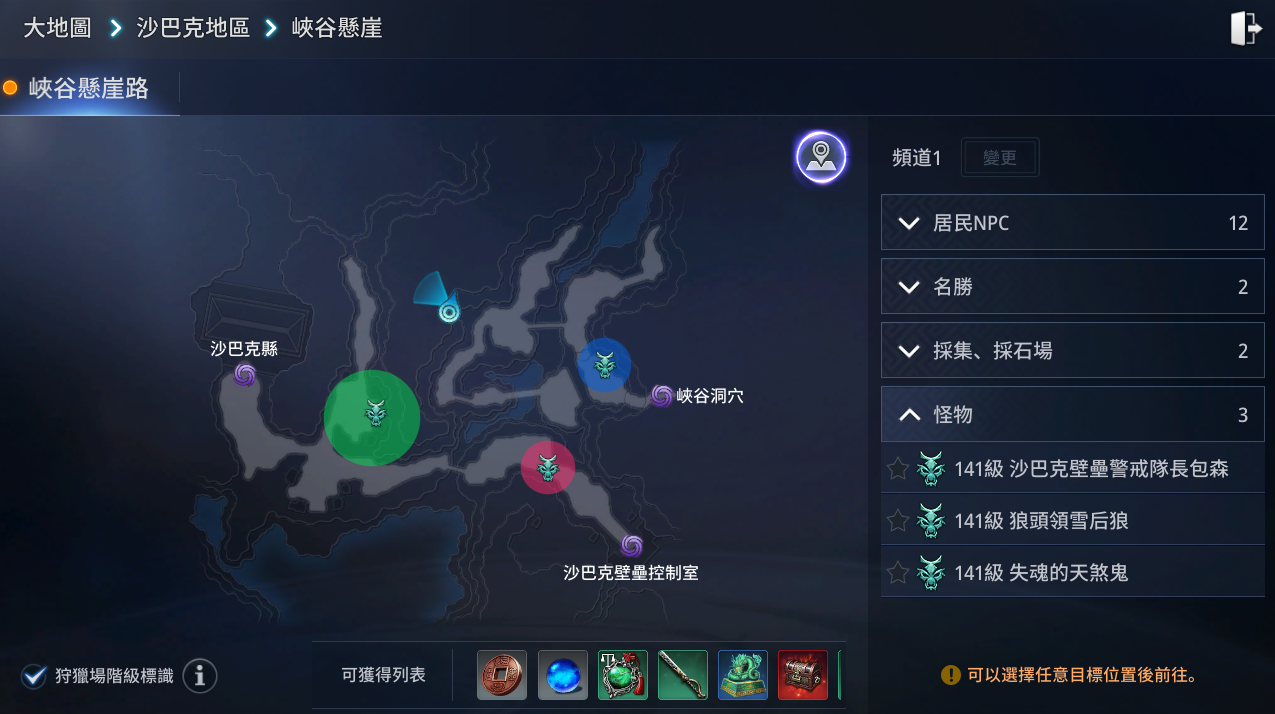 大地圖 沙巴克地區 峽谷懸崖
峽谷懸崖路
頻道1 變更
居民NPC 12
名勝 2
採集、採石場 2
怪物 3
141級 沙巴克壁壘警戒隊長包森
141級 狼頭領雪后狼
141級 失魂的天煞鬼
沙巴克縣
峽谷洞穴
沙巴克壁壘控制室
狩獵場階級標識
可獲得列表
可以選擇任意目標位置後前往。